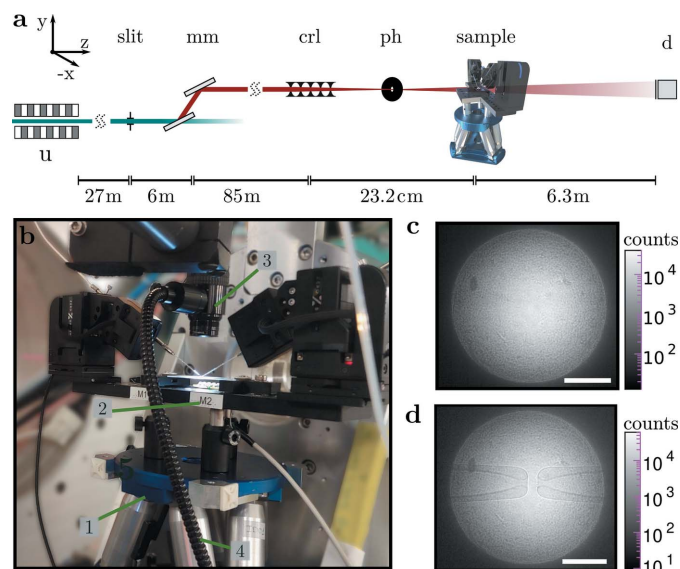 a
y
z
-x
slit
mm
crl
ph
sample
d
u
27m
6m
85m
23.2cm
6.3m
b
3
M1
2
M2
1
4
c
counts
10^4
10^3
10^2
d
counts
10^4
10^3
10^2
10^1